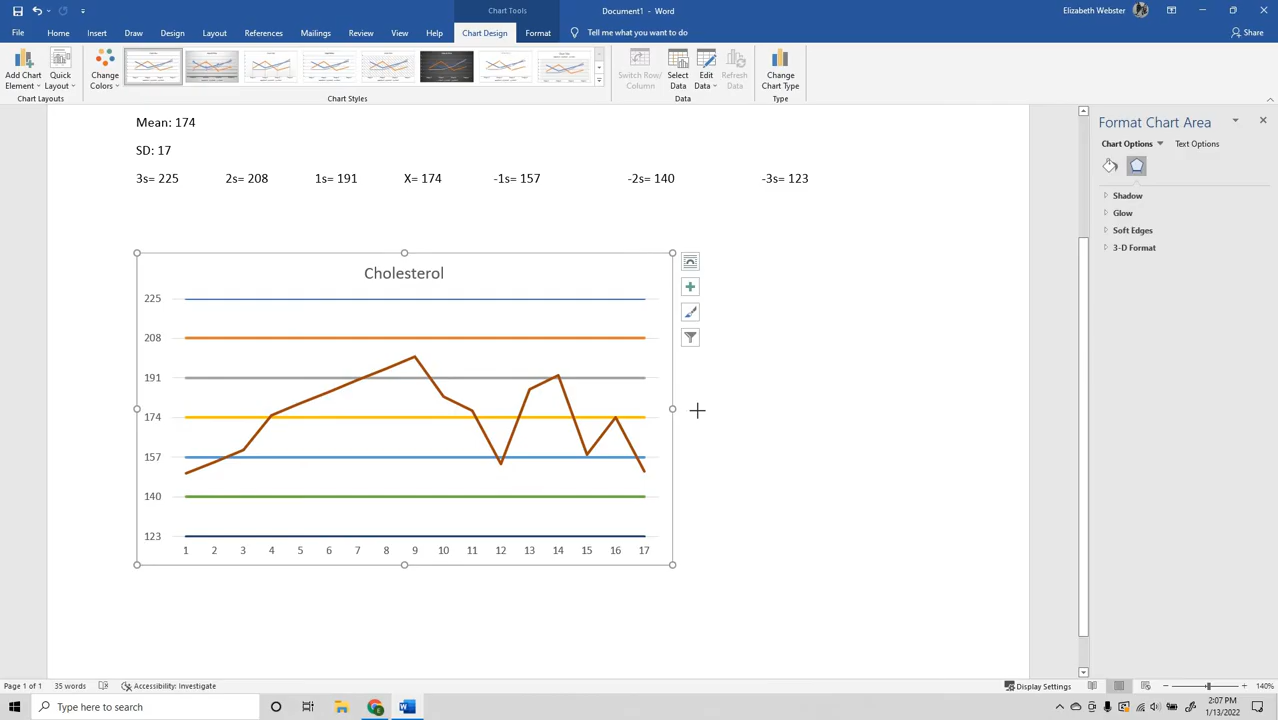 Chart Tools
Document1 - Word
Elizabeth Webster
File Home Insert Draw Design Layout References Mailings Review View Help Chart Design Format Tell me what you want to do Share
Add Chart Element
Quick Layout
Change Colors
Switch Row/ Column
Select Data
Edit Data
Refresh Data
Change Chart Type
Chart Layouts Chart Styles Data Type
Mean: 174
SD: 17
3s= 225 2s= 208 1s= 191 X= 174 -1s= 157 -2s= 140 -3s= 123
Cholesterol
225
208
191
174
157
140
123
1 2 3 4 5 6 7 8 9 10 11 12 13 14 15 16 17
Format Chart Area
Chart Options Text Options
Shadow
Glow
Soft Edges
3-D Format
Page 1 of 1 35 words Accessibility: Investigate Display Settings 140%
Type here to search
2:07 PM
1/13/2022